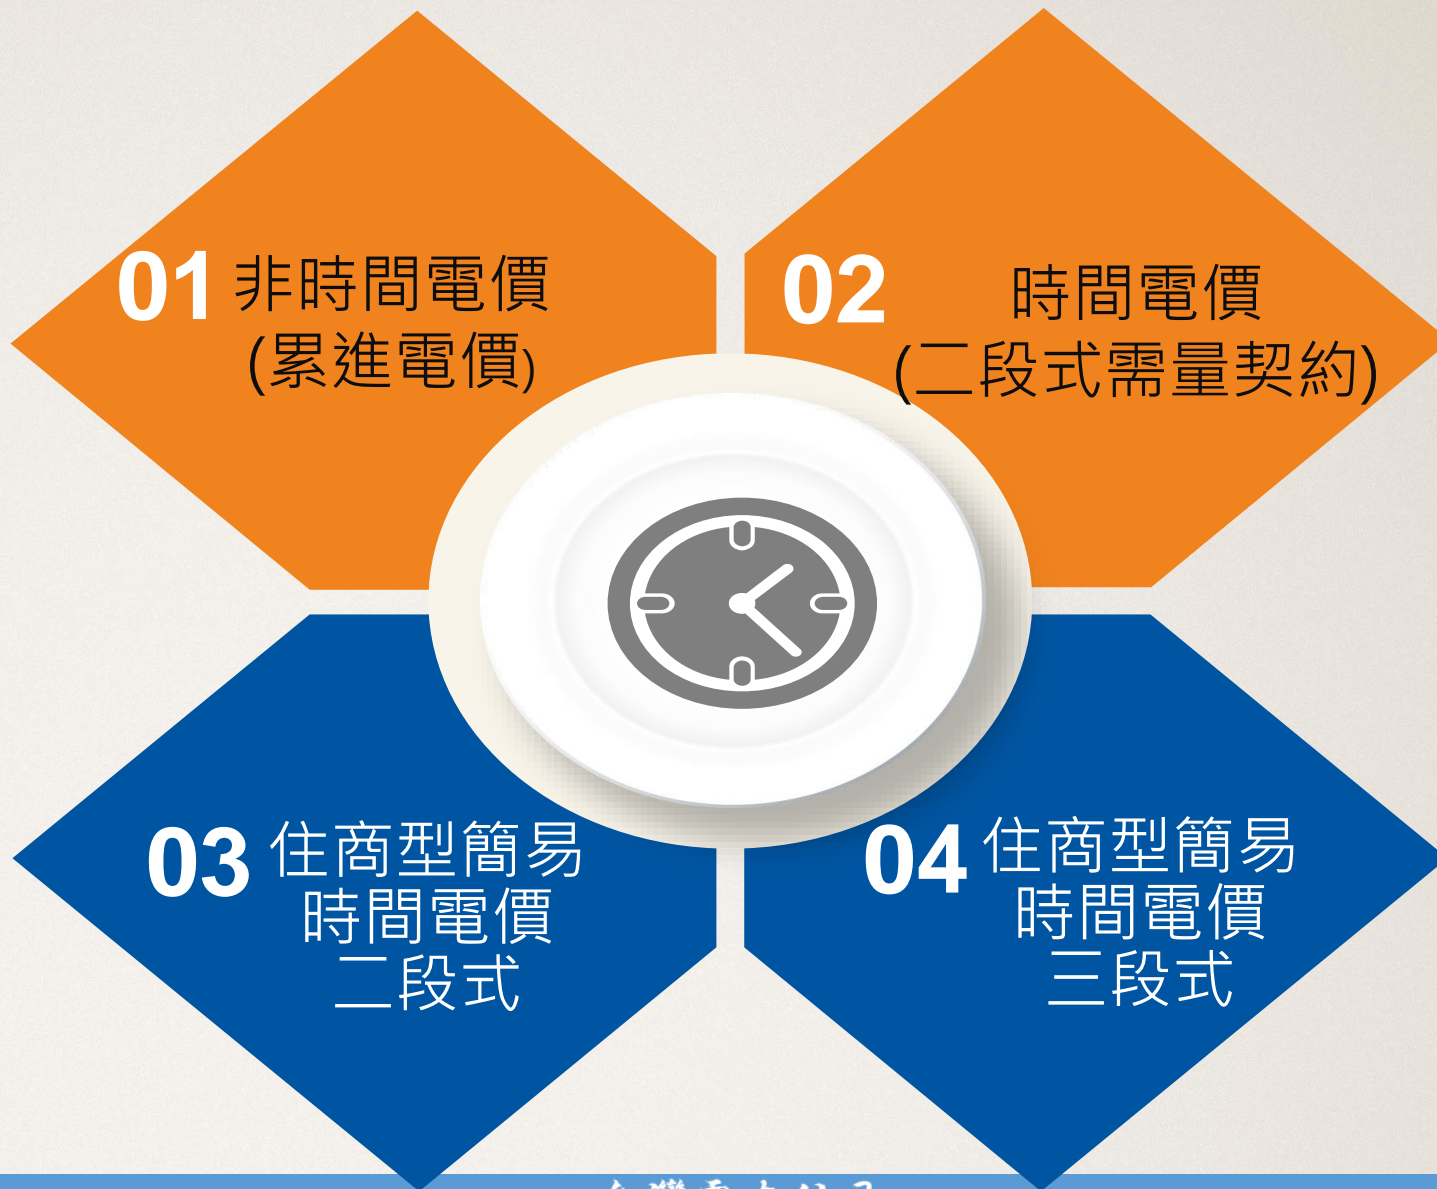 01 非時間電價
(累進電價)
02 時間電價
(二段式需量契約)
03 住商型簡易
時間電價
二段式
04 住商型簡易
時間電價
三段式